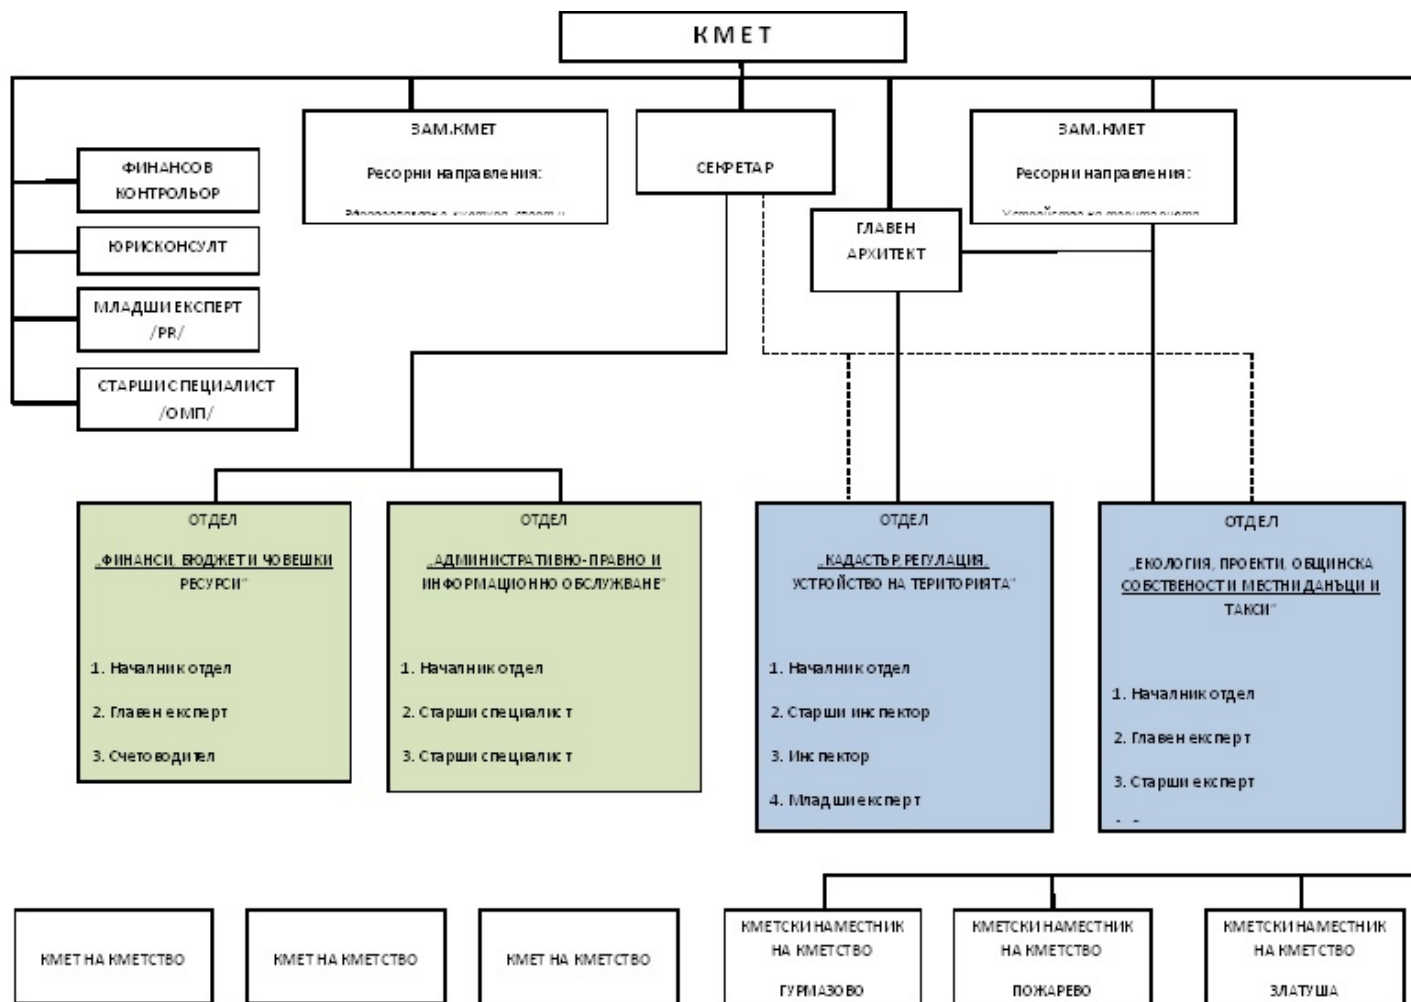 КМЕТ
ЗАМ.КМЕТ
Ресорни направления:
СЕКРЕТАР
ЗАМ.КМЕТ
Ресорни направления:
Устройство на територията
ГЛАВЕН
АРХИТЕКТ
ФИНАНСОВ
КОНТРОЛЬОР
ЮРИСКОНСУЛТ
МЛАДШИ ЕКСПЕРТ
/PR/
СТАРШИ СПЕЦИАЛИСТ
/ОМП/
ОТДЕЛ
„ФИНАНСИ, БЮДЖЕТ И ЧОВЕШКИ
РЕСУРСИ"
1. Началник отдел
2. Главен експерт
3. Счетоводител
ОТДЕЛ
„АДМИНИСТРАТИВНО-ПРАВНО И
ИНФОРМАЦИОННО ОБСЛУЖВАНЕ"
1. Началник отдел
2. Старши специалист
3. Старши специалист
ОТДЕЛ
„КАДАСТЪР, РЕГУЛАЦИЯ,
УСТРОЙСТВО НА ТЕРИТОРИЯТА"
1. Началник отдел
2. Старши инспектор
3. Инспектор
4. Младши експерт
ОТДЕЛ
„ЕКОЛОГИЯ, ПРОЕКТИ, ОБЩИНСКА
СОБСТВЕНОСТ И МЕСТНИ ДАНЪЦИ И
ТАКСИ"
1. Началник отдел
2. Главен експерт
3. Старши експерт
КМЕТ НА КМЕТСТВО
КМЕТ НА КМЕТСТВО
КМЕТ НА КМЕТСТВО
КМЕТСКИ НАМЕСТНИК
НА КМЕТСТВО
ГУРМАЗОВО
КМЕТСКИ НАМЕСТНИК
НА КМЕТСТВО
ПОЖАРЕВО
КМЕТСКИ НАМЕСТНИК
НА КМЕТСТВО
ЗЛАТУША